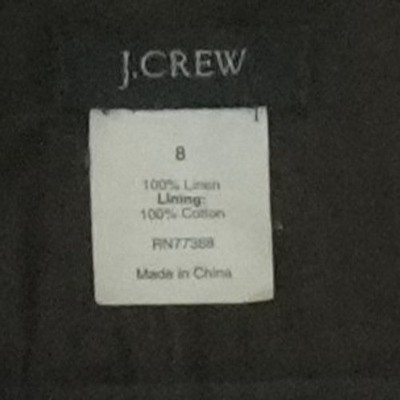 J.CREW
8
100% Linen
Lining:
100% Cotton
RN77388
Made in China